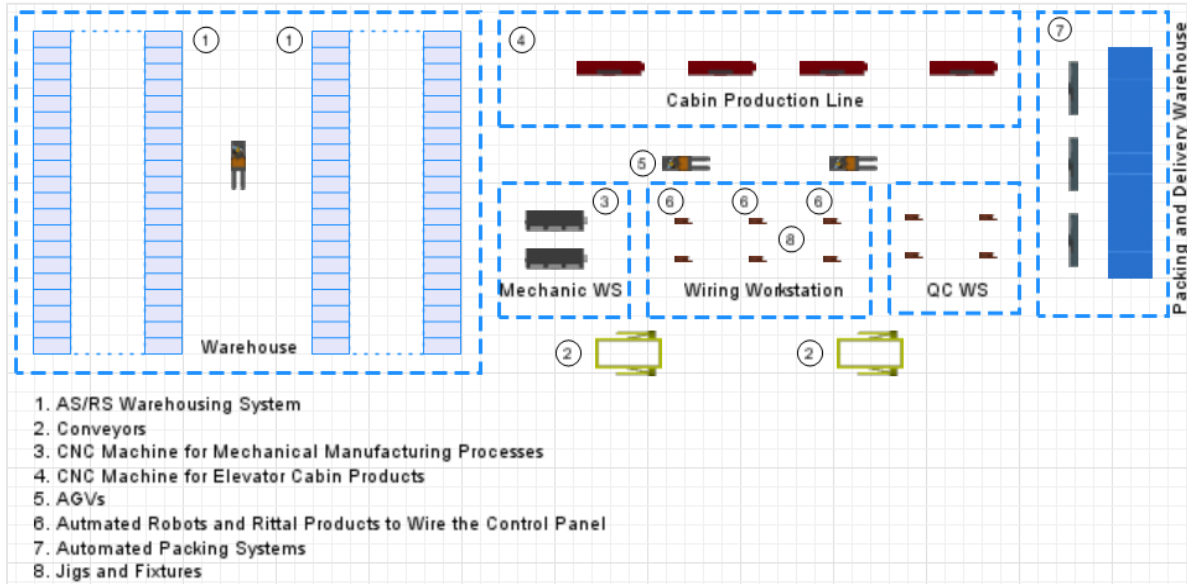 1
1
4
7
Cabin Production Line
Packing and Delivery Warehouse
5
3
6
6
6
8
Mechanic WS
Wiring Workstation
QC WS
Warehouse
2
2
1. AS/RS Warehousing System
2. Conveyors
3. CNC Machine for Mechanical Manufacturing Processes
4. CNC Machine for Elevator Cabin Products
5. AGVs
6. Autmated Robots and Rittal Products to Wire the Control Panel
7. Automated Packing Systems
8. Jigs and Fixtures